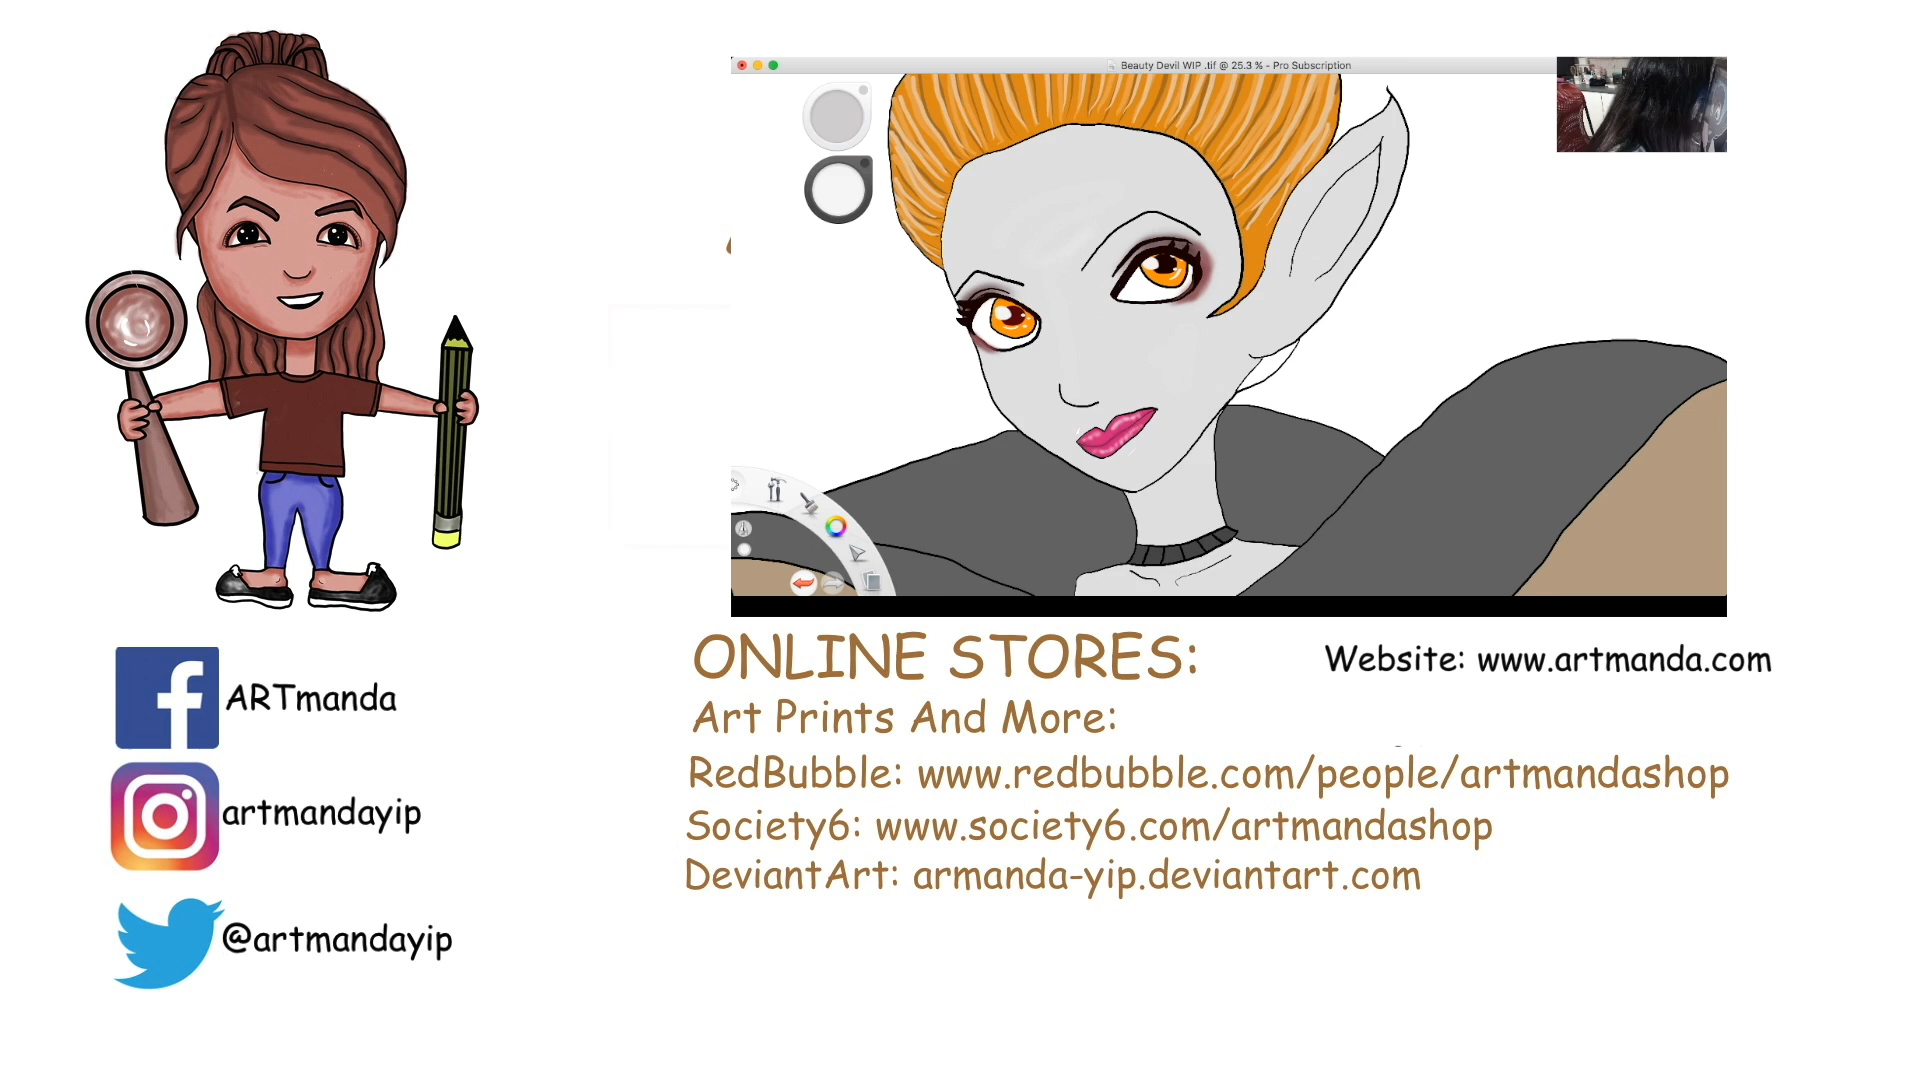 Beauty Devil WIP .tif @ 25.3 % - Pro Subscription
ONLINE STORES:
Website: www.artmanda.com
Art Prints And More:
RedBubble: www.redbubble.com/people/artmandashop
Society6: www.society6.com/artmandashop
DeviantArt: armanda-yip.deviantart.com
ARTmanda
artmandayip
@artmandayip